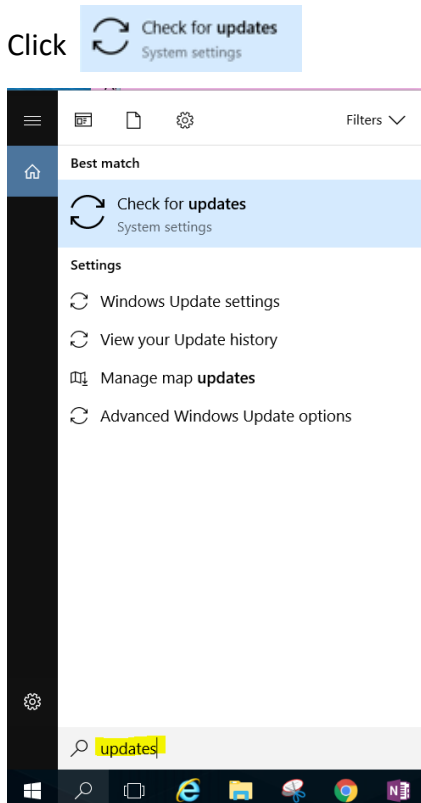 Click Check for updates
System settings
Filters
Best match
Check for updates
System settings
Settings
Windows Update settings
View your Update history
Manage map updates
Advanced Windows Update options
updates